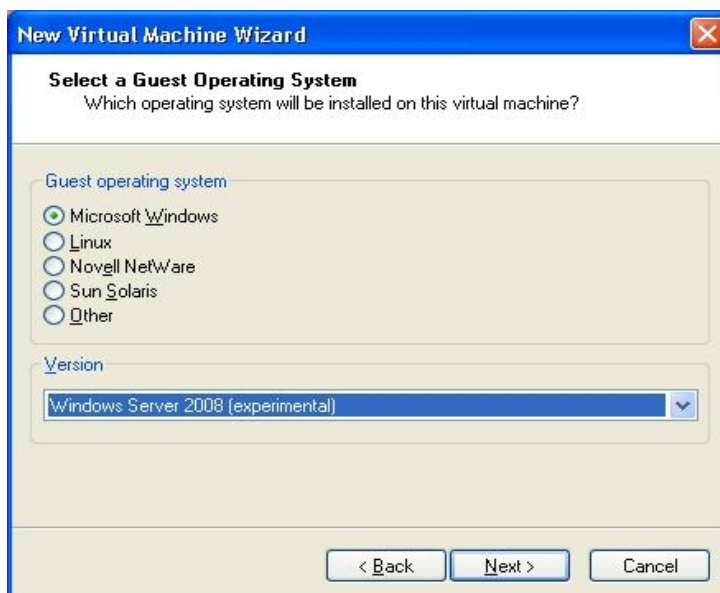 New Virtual Machine Wizard
Select a Guest Operating System
Which operating system will be installed on this virtual machine?
Guest operating system
Microsoft Windows
Linux
Novell NetWare
Sun Solaris
Other
Version
Windows Server 2008 (experimental)
< Back Next > Cancel